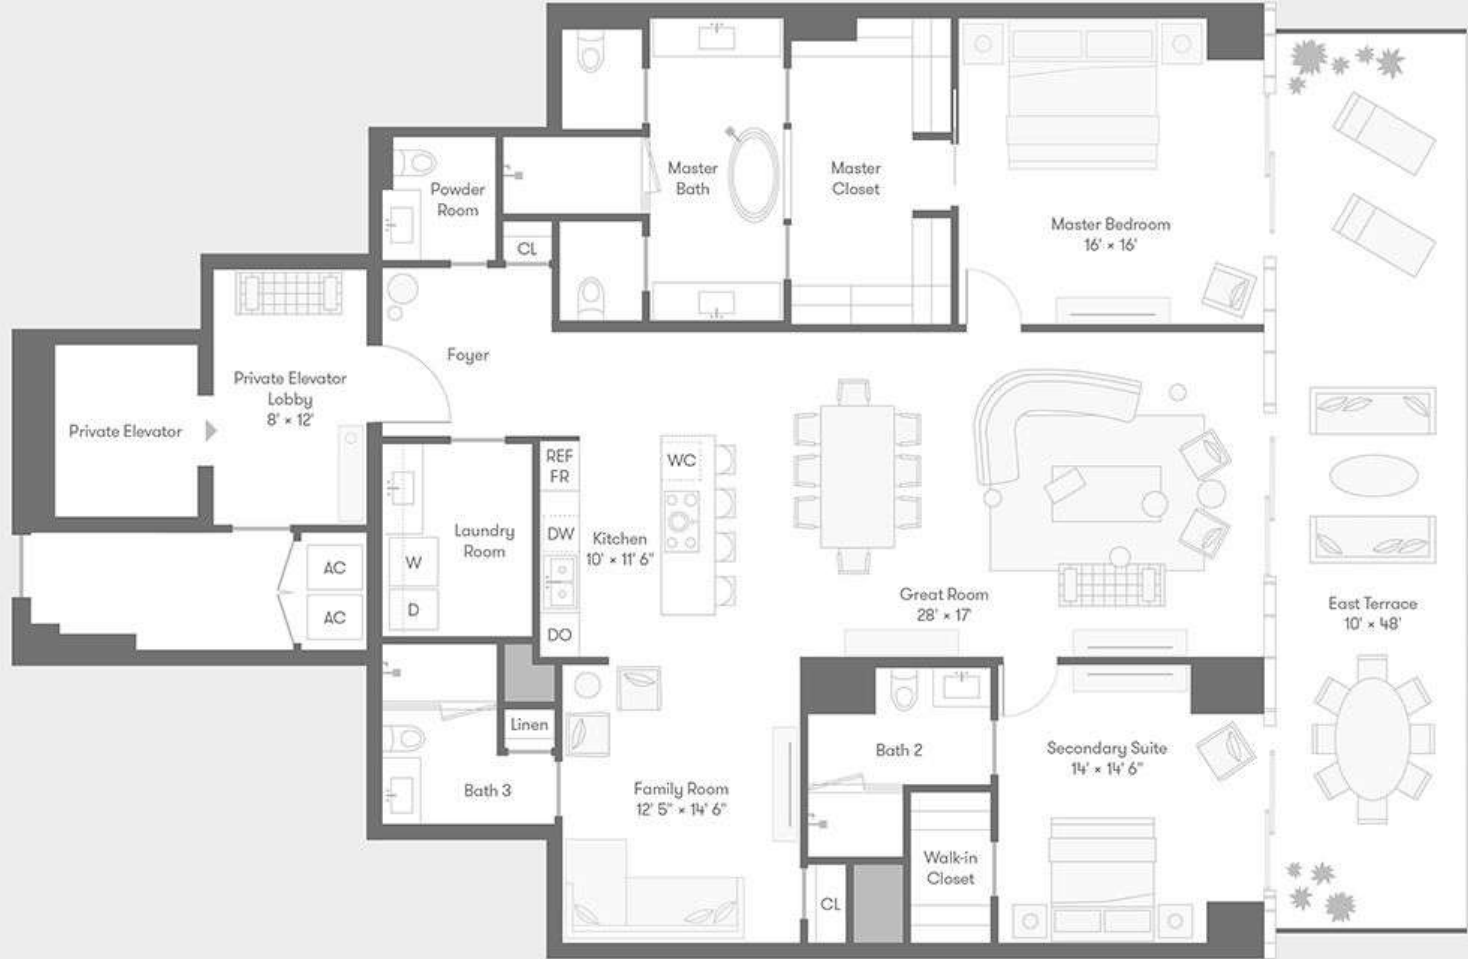 Powder
Room
CL
Master
Bath
Master
Closet
Master Bedroom
16' × 16'
Foyer
Private Elevator
Lobby
8' × 12'
Private Elevator
REF
FR
WC
DW
Kitchen
10' × 11' 6"
Laundry
Room
W
D
DO
AC
AC
Great Room
28' × 17'
East Terrace
10' × 48'
Linen
Bath 3
Family Room
12' 5" × 14' 6"
Bath 2
Secondary Suite
14' × 14' 6"
Walk-in
Closet
CL